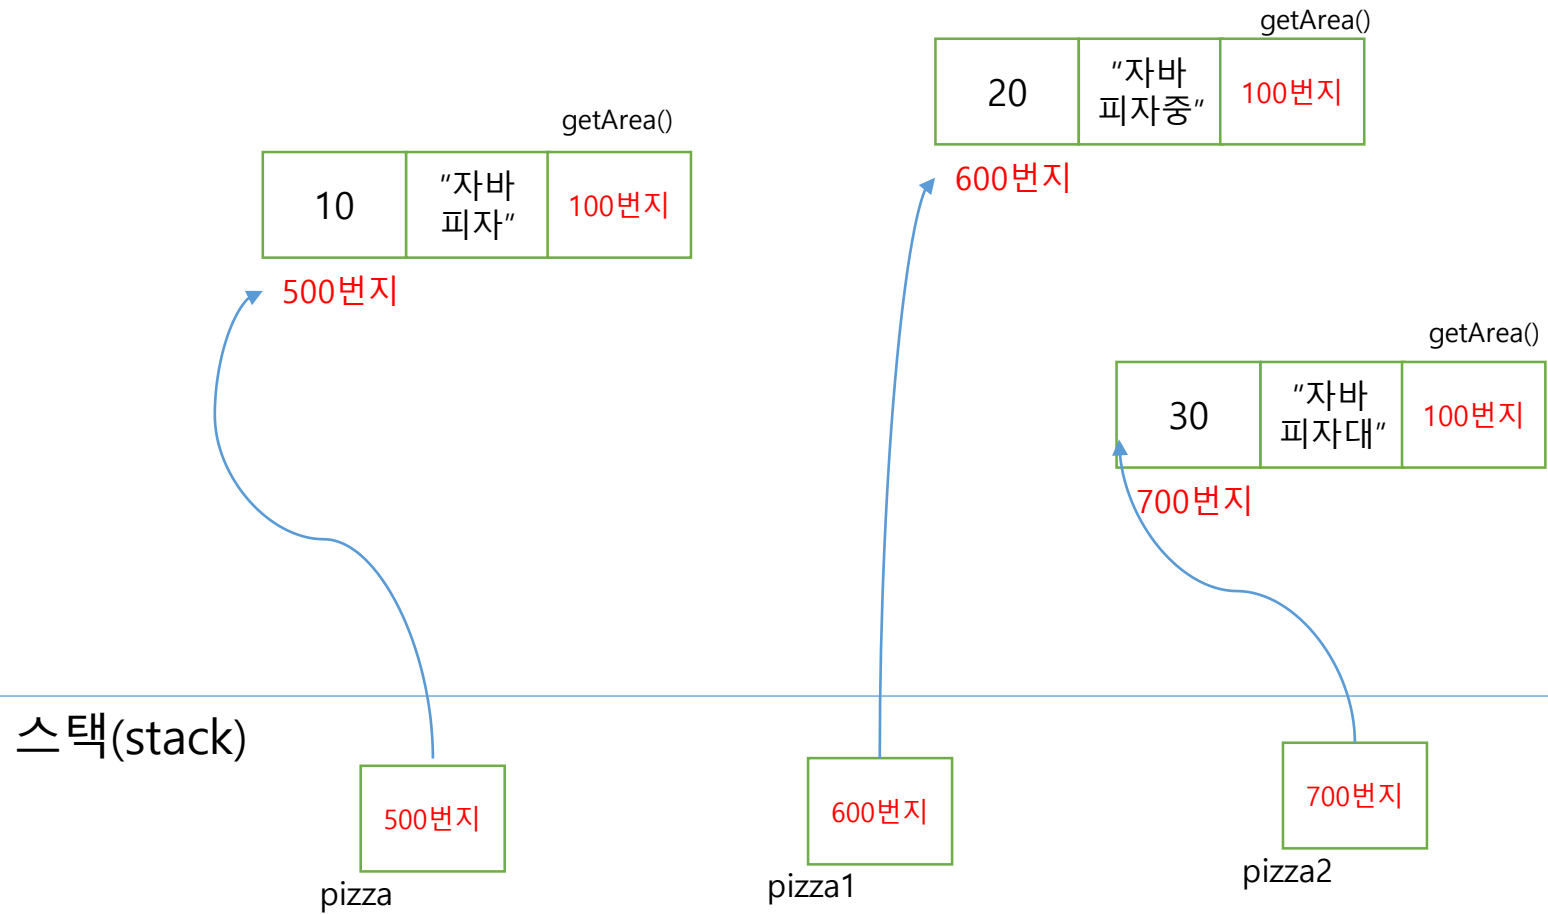 getArea()
20
“자바
피자중”
100번지
600번지
getArea()
10
“자바
피자”
100번지
500번지
getArea()
30
“자바
피자대”
100번지
700번지
스택(stack)
500번지
pizza
600번지
pizza1
700번지
pizza2